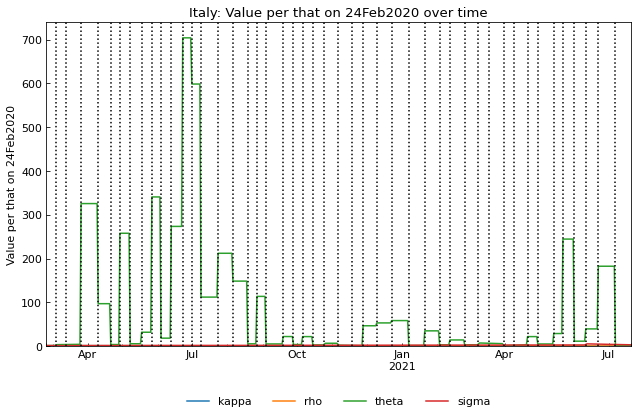 Italy: Value per that on 24Feb2020 over time
Value per that on 24Feb2020
700
600
500
400
300
200
100
0
Apr Jul Oct Jan Apr Jul
2021
kappa rho theta sigma